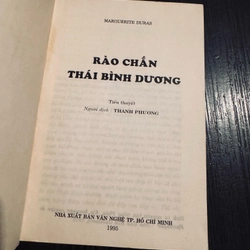 MARGUERITE DURAS
RÀO CHẮN
THÁI BÌNH DƯƠNG
Tiểu thuyết
Người dịch : THANH PHƯƠNG
NHÀ XUẤT BẢN VĂN NGHỆ TP. HỒ CHÍ MINH
1995